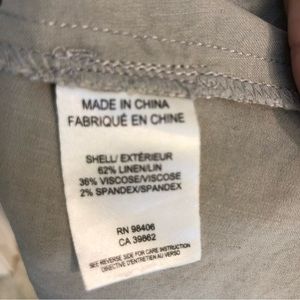 MADE IN CHINA
FABRIQUÉ EN CHINE
SHELL/ EXTÉRIEUR
62% LINEN/LIN
36% VISCOSE/VISCOSE
2% SPANDEX/SPANDEX
RN 98406
CA 39862
SEE REVERSE SIDE FOR CARE INSTRUCTION
DIRECTIVE D'ENTRETIEN AU VERSO